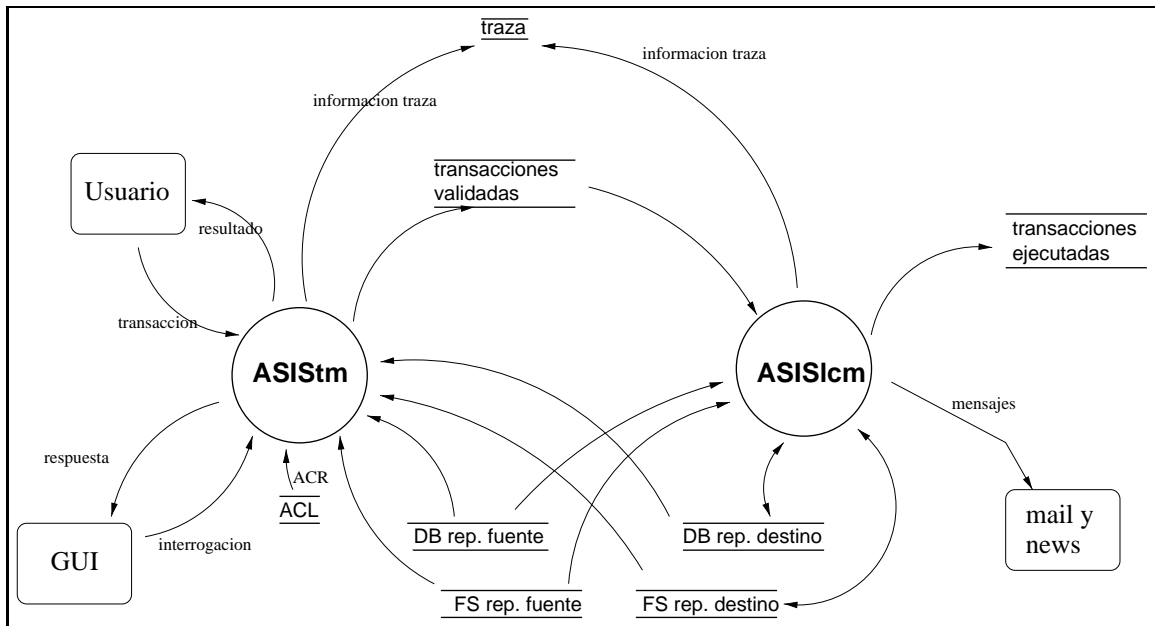 traza
informacion traza
informacion traza
transacciones
validadas
Usuario
resultado
transacciones
ejecutadas
transaccion
ASIStm
ASISlcm
mensajes
respuesta
ACR
ACL
interrogacion
DB rep. fuente
DB rep. destino
mail y
news
GUI
FS rep. fuente
FS rep. destino